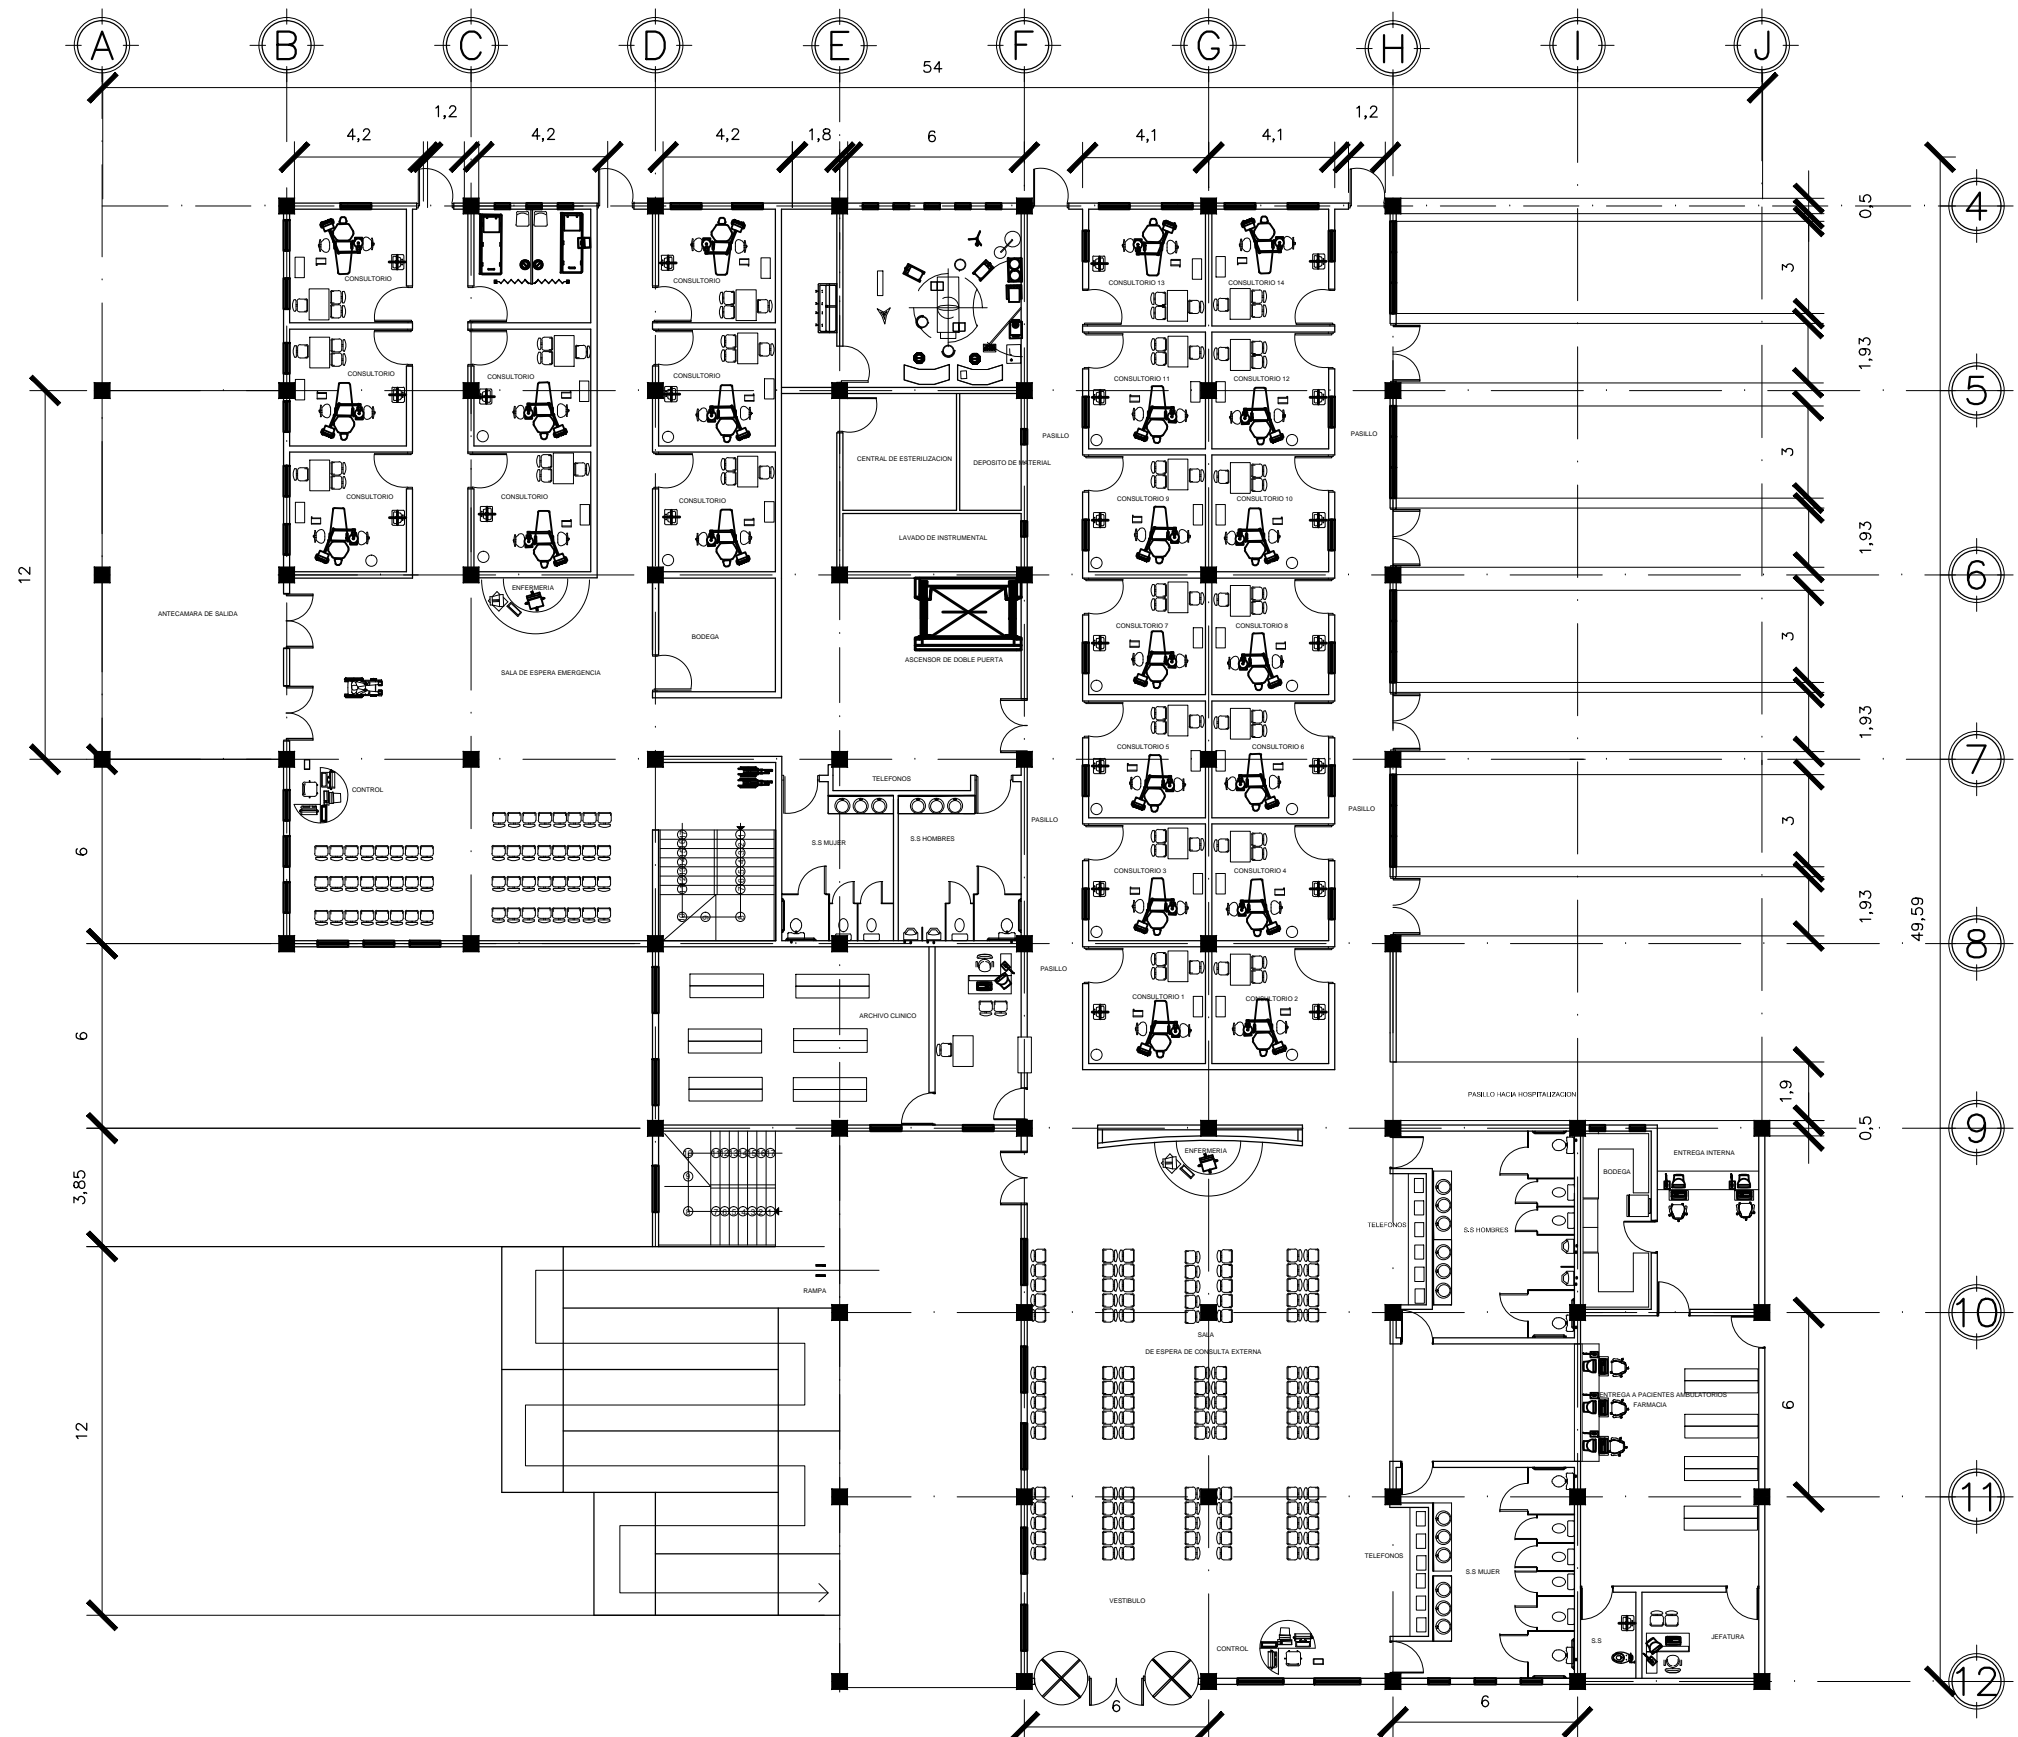 A B C D E F G H I J
54
1,2 1,2
4,2 4,2 4,2 1,8 6 4,1 4,1
4
0,5
CONSULTORIO CONSULTORIO CONSULTORIO 13 CONSULTORIO 14
3
1,93
CONSULTORIO CONSULTORIO CONSULTORIO CONSULTORIO 11 CONSULTORIO 12
5
PASILLO PASILLO
3
CENTRAL DE ESTERILIZACION DEPOSITO DE MATERIAL
CONSULTORIO CONSULTORIO CONSULTORIO CONSULTORIO 9 CONSULTORIO 10
LAVADO DE INSTRUMENTAL
1,93
12
6
ENFERMERIA
ANTECAMARA DE SALIDA
CONSULTORIO 7 CONSULTORIO 8
BODEGA
3
ASCENSOR DE DOBLE PUERTA
SALA DE ESPERA EMERGENCIA
1,93
CONSULTORIO 5 CONSULTORIO 6
7
TELEFONOS
CONTROL
PASILLO PASILLO
3
S.S MUJER S.S HOMBRES
6
CONSULTORIO 3 CONSULTORIO 4
1,93
49,59
8
PASILLO
CONSULTORIO 1 CONSULTORIO 2
ARCHIVO CLINICO
6
PASILLO HACIA HOSPITALIZACION
1,9
0,5
9
ENFERMERIA
ENTREGA INTERNA
BODEGA
3,85
TELEFONOS S.S HOMBRES
RAMPA
10
SALA
DE ESPERA DE CONSULTA EXTERNA
ENTREGA A PACIENTES AMBULATORIOS
FARMACIA
6
12
11
TELEFONOS
S.S MUJER
VESTIBULO
CONTROL
S.S JEFATURA
12
6 6